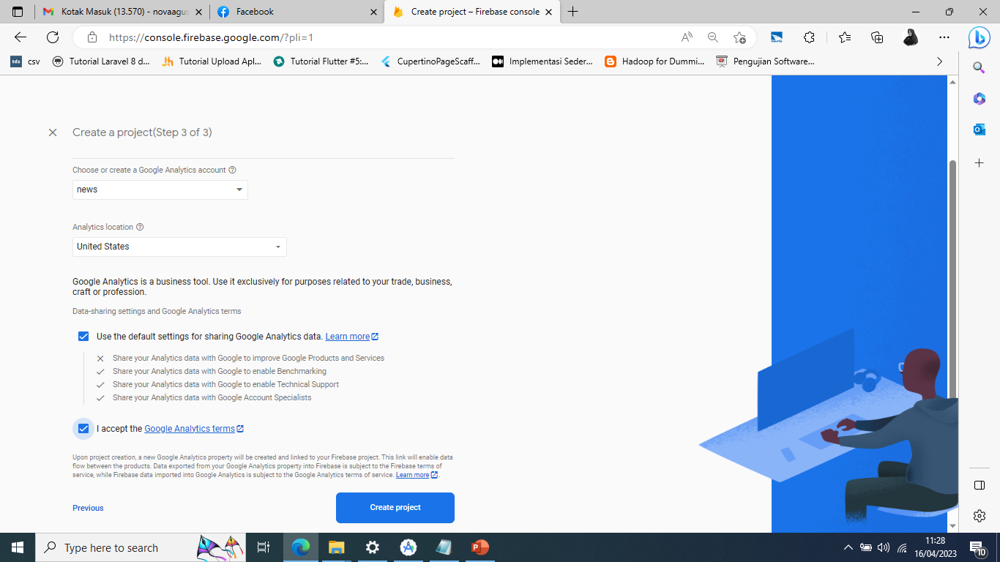 Kotak Masuk (13.570) - novaagus
Facebook
Create project – Firebase console
https://console.firebase.google.com/?pli=1
tds csv
Tutorial Laravel 8 d...
Jh Tutorial Upload Apl...
Tutorial Flutter #5:...
CupertinoPageScaff...
Implementasi Seder...
Hadoop for Dummi...
Pengujian Software...
Create a project(Step 3 of 3)
Choose or create a Google Analytics account
news
Analytics location
United States
Google Analytics is a business tool. Use it exclusively for purposes related to your trade, business,
craft or profession.
Data-sharing settings and Google Analytics terms
Use the default settings for sharing Google Analytics data. Learn more
Share your Analytics data with Google to improve Google Products and Services
Share your Analytics data with Google to enable Benchmarking
Share your Analytics data with Google to enable Technical Support
Share your Analytics data with Google Account Specialists
I accept the Google Analytics terms
Upon project creation, a new Google Analytics property will be created and linked to your Firebase project. This link will enable data
flow between the products. Data exported from your Google Analytics property into Firebase is subject to the Firebase terms of
service, while Firebase data imported into Google Analytics is subject to the Google Analytics terms of service. Learn more .
Previous
Create project
Type here to search
11:28
16/04/2023
10